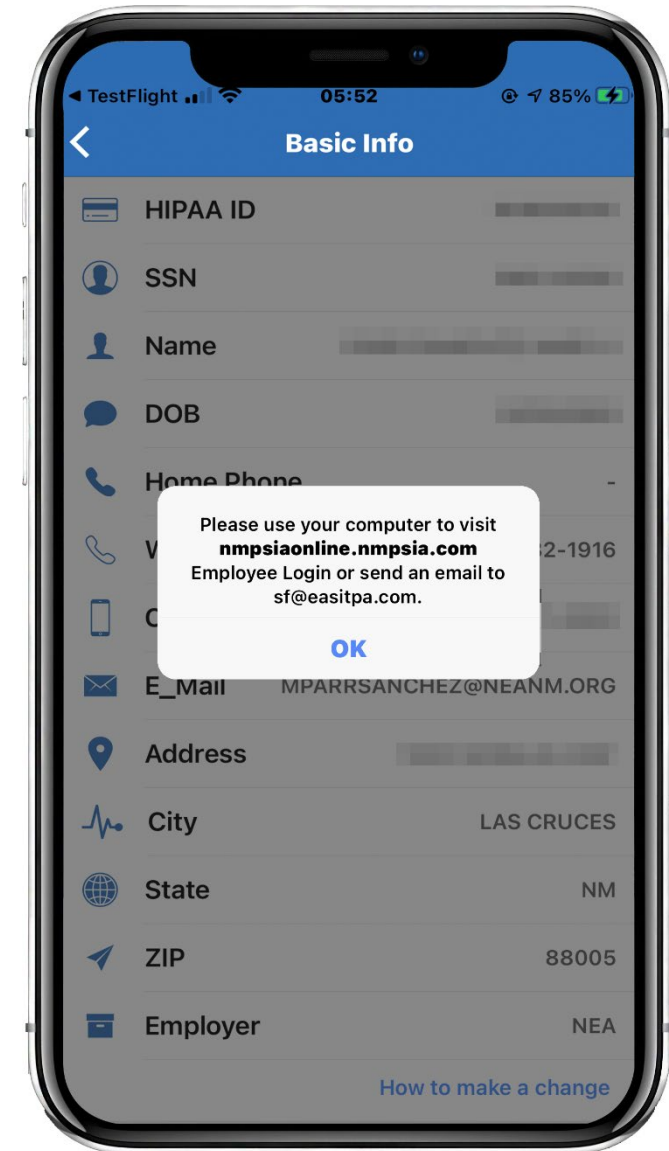 TestFlight 05:52 85%
Basic Info
HIPAA ID
SSN
Name
DOB
Home Phone -
2-1916
Please use your computer to visit
nmpsiaonline.nmpsia.com
Employee Login or send an email to
sf@easitpa.com.
OK
E_Mail MPARRSANCHEZ@NEANM.ORG
Address
City LAS CRUCES
State NM
ZIP 88005
Employer NEA
How to make a change